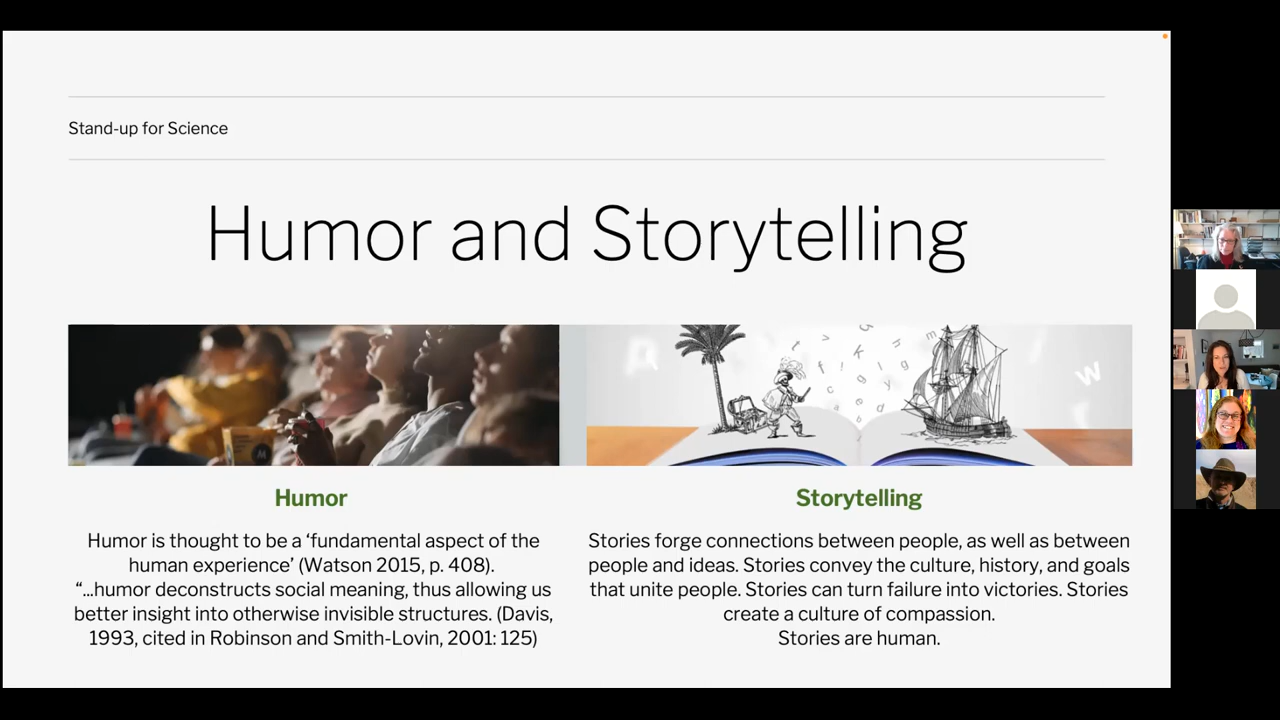 Stand-up for Science
Humor and Storytelling
Humor
Humor is thought to be a ‘fundamental aspect of the
human experience’ (Watson 2015, p. 408).
“...humor deconstructs social meaning, thus allowing us
better insight into otherwise invisible structures. (Davis,
1993, cited in Robinson and Smith-Lovin, 2001: 125)
Storytelling
Stories forge connections between people, as well as between
people and ideas. Stories convey the culture, history, and goals
that unite people. Stories can turn failure into victories. Stories
create a culture of compassion.
Stories are human.